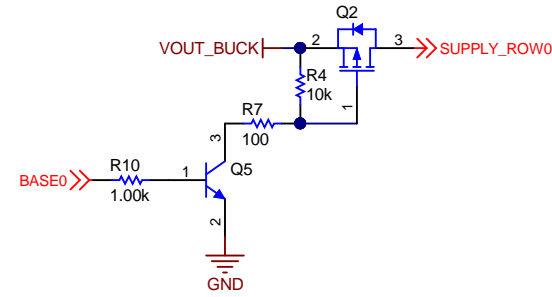 Q2
VOUT_BUCK 2 3 SUPPLY_ROW0
R4
10k
1
R7
100
3
R10
1.00k
1
Q5
BASE0
2
GND